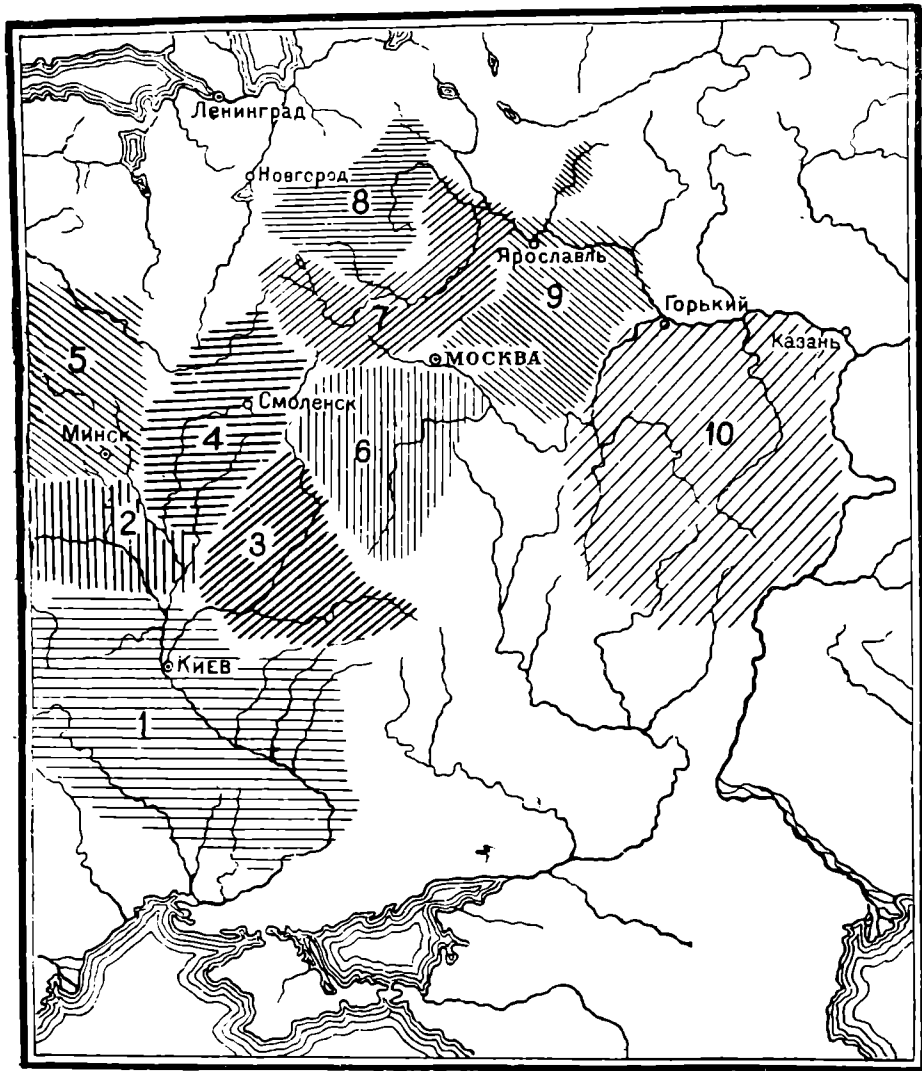 Ленинград
Новгород
8
Ярославль
9
Горький
Казань
7
МОСКВА
5
Смоленск
Минск
4
6
10
2
3
Киев
1